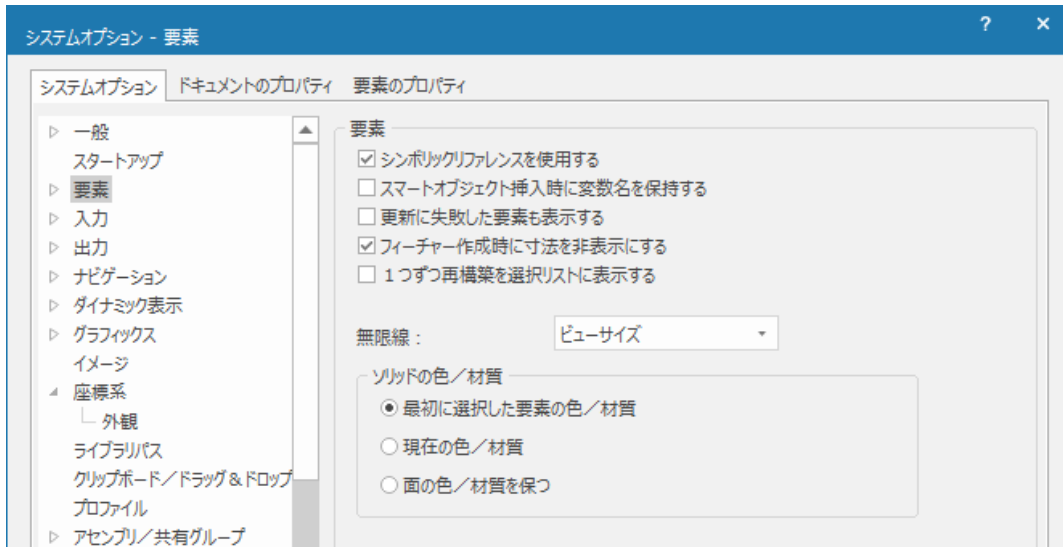 システムオプション - 要素
システムオプション ドキュメントのプロパティ 要素のプロパティ
一般
スタートアップ
要素
入力
出力
ナビゲーション
ダイナミック表示
グラフィックス
イメージ
座標系
外観
ライブラリパス
クリップボード／ドラッグ＆ドロップ
プロファイル
アセンブリ／共有グループ
要素
シンボリックリファレンスを使用する
スマートオブジェクト挿入時に変数名を保持する
更新に失敗した要素も表示する
フィーチャー作成時に寸法を非表示にする
１つずつ再構築を選択リストに表示する
無限線： ビューサイズ
ソリッドの色／材質
最初に選択した要素の色／材質
現在の色／材質
面の色／材質を保つ